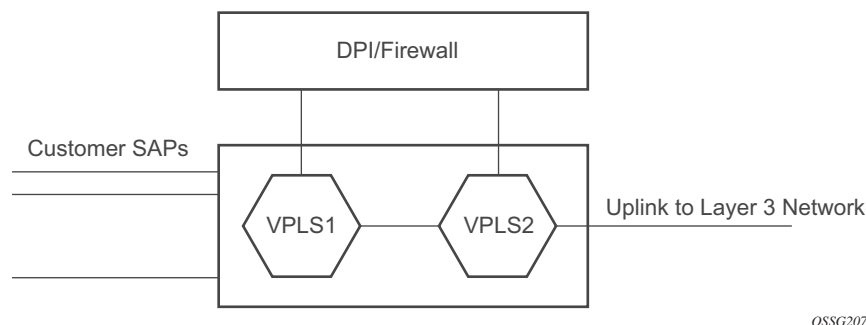 DPI/Firewall
Customer SAPs
VPLS1
VPLS2
Uplink to Layer 3 Network
OSSG207